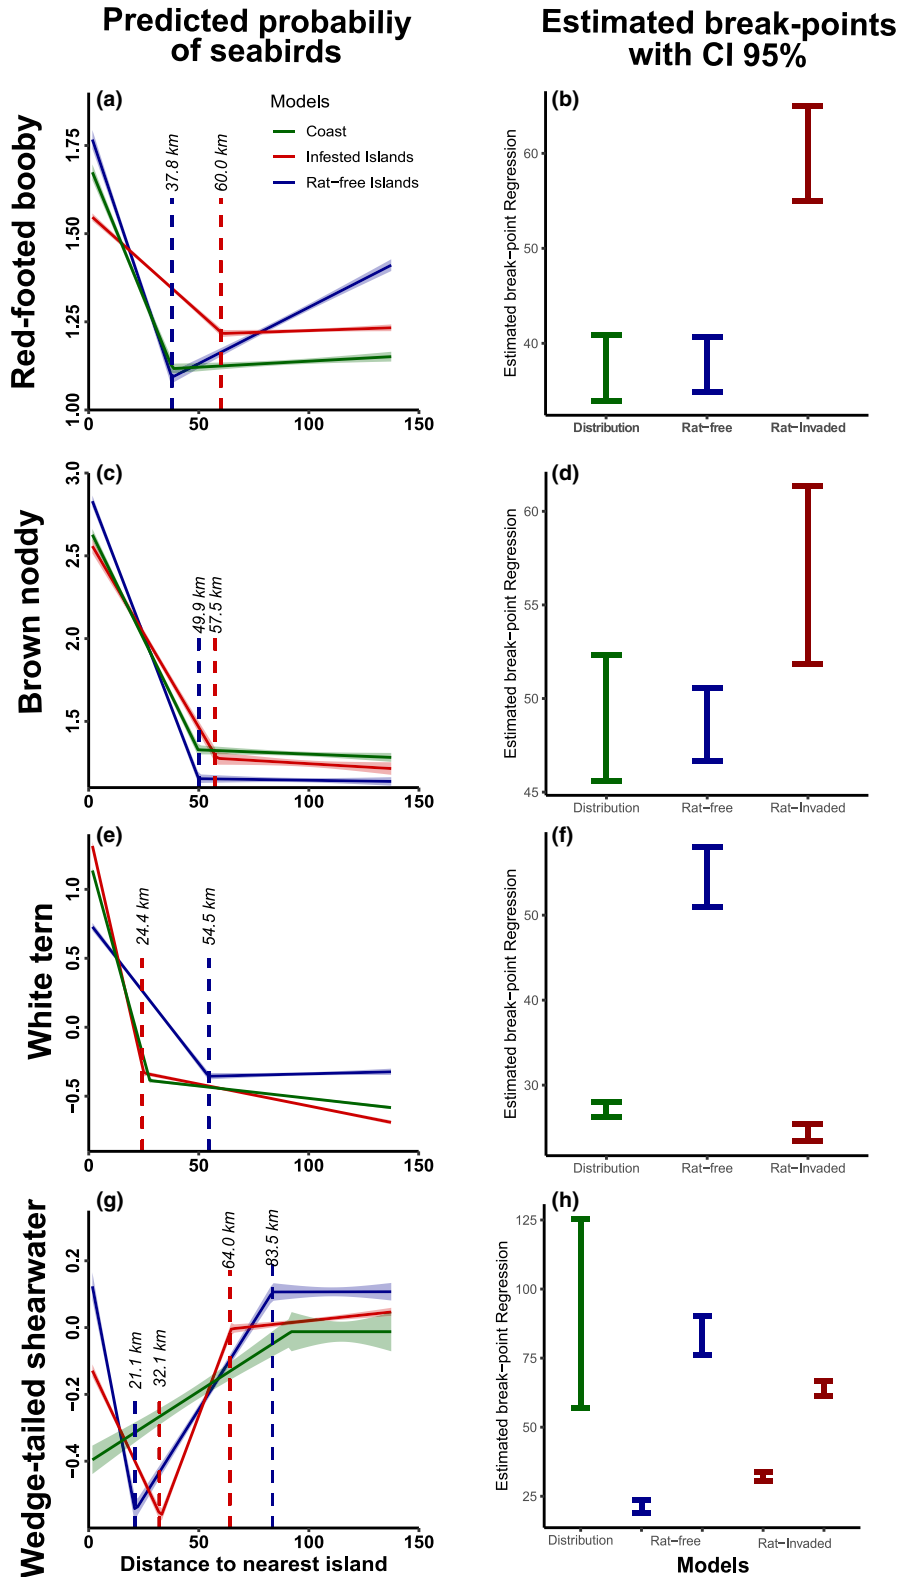 Predicted probabiliy
of seabirds
Estimated break-points
with CI 95%
Red-footed booby
(a)
Models
Coast
Infested Islands
Rat-free Islands
37.8 km
60.0 km
1.75
1.50
1.25
1.00
0
50
100
150
(b)
Estimated break-point Regression
60
50
40
Distribution
Rat-free
Rat-Invaded
Brown noddy
(c)
49.9 km
57.5 km
3.0
2.5
2.0
1.5
0
50
100
150
(d)
Estimated break-point Regression
60
55
50
45
Distribution
Rat-free
Rat-Invaded
White tern
(e)
24.4 km
54.5 km
1.0
0.5
0.0
-0.5
0
50
100
150
(f)
Estimated break-point Regression
50
40
30
Distribution
Rat-free
Rat-Invaded
Wedge-tailed shearwater
(g)
21.1 km
32.1 km
64.0 km
83.5 km
0.2
0.0
-0.2
-0.4
0
50
100
150
Distance to nearest island
(h)
Estimated break-point Regression
125
100
75
50
25
Distribution
Rat-free
Rat-Invaded
Models